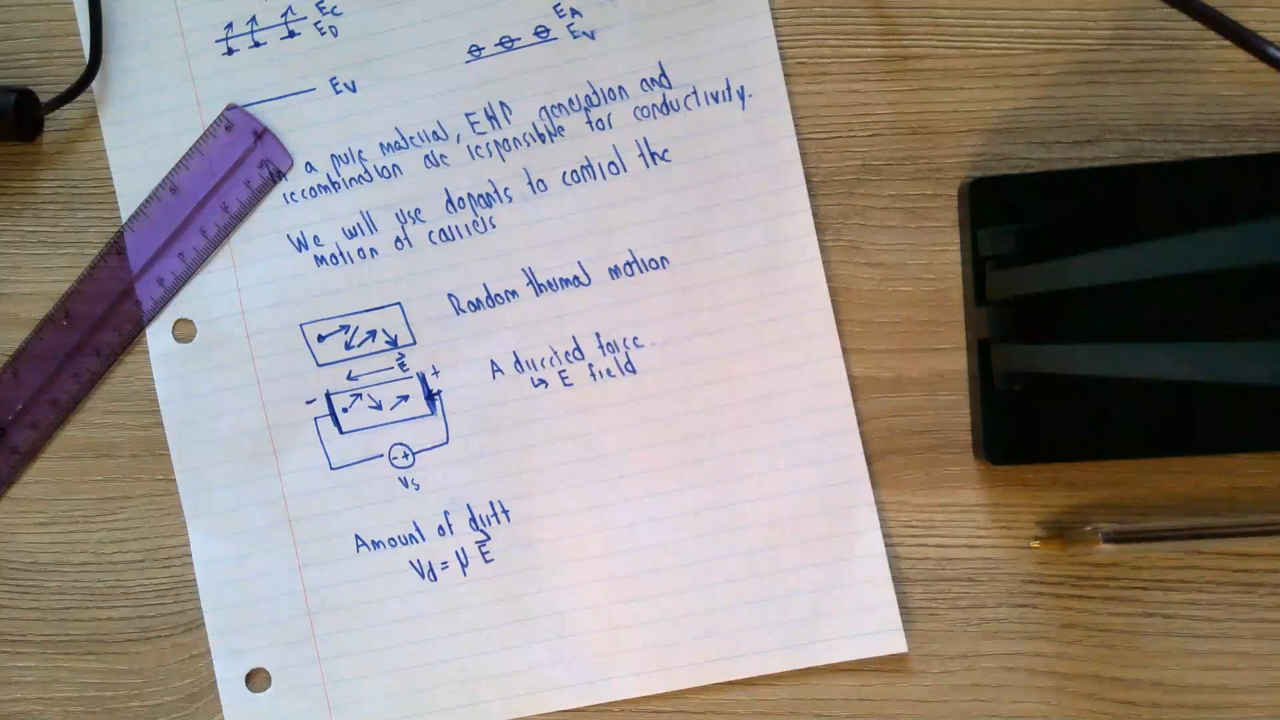 Ec
ED
EA
Ev
Ev
a pure material, EHP generation and
recombination are responsible for conductivity.
We will use dopants to control the
motion of carriers
Random thermal motion
E
A directed force
↳ E field
- +
- +
Vs
Amount of drift
Vd = μ E